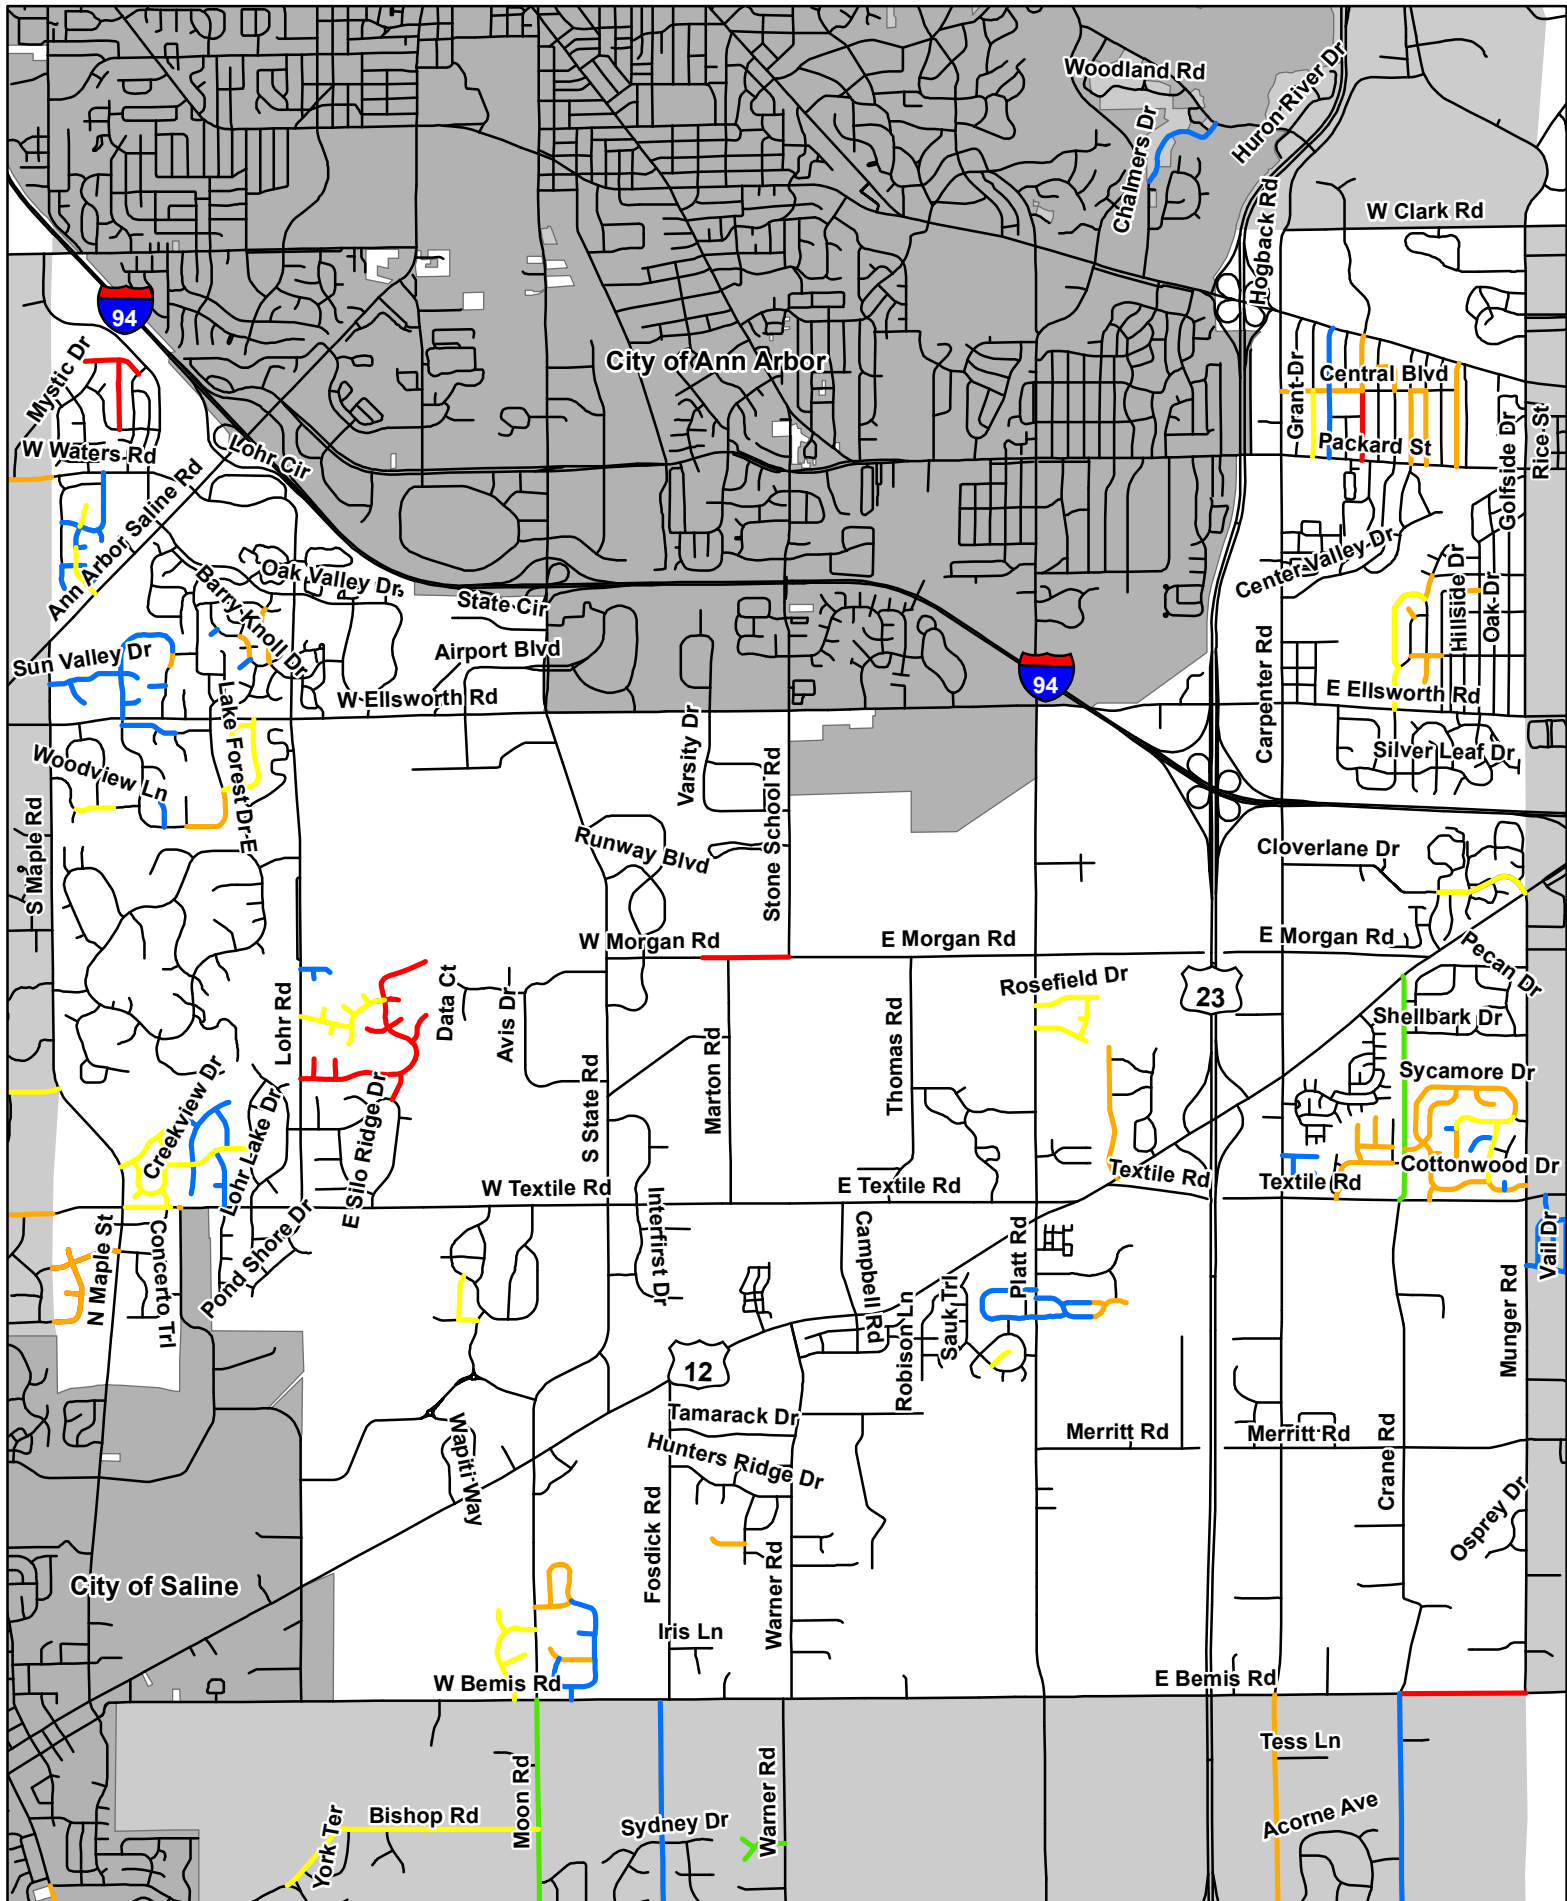 Woodland Rd
Huron River Dr
Chalmers Dr
Hogback Rd
W Clark Rd
94
City of Ann Arbor
Mystic Dr
W Waters Rd
Lohr Cir
Ann Arbor Saline Rd
Grant Dr
Central Blvd
Packard St
Golfside Dr
Rice St
Center Valley Dr
Hillside Dr
Oak Dr
Oak Valley Dr
Barry Knoll Dr
State Cir
Airport Blvd
Sun Valley Dr
W Ellsworth Rd
Lake Forest Dr E
94
Carpenter Rd
E Ellsworth Rd
Silver Leaf Dr
Varsity Dr
Stone School Rd
Woodview Ln
S Maple Rd
Runway Blvd
Cloverlane Dr
W Morgan Rd
E Morgan Rd
E Morgan Rd
Pecan Dr
Rosefield Dr
23
Lohr Rd
Data Ct
Avis Dr
Thomas Rd
Marton Rd
S State Rd
Shellbark Dr
Sycamore Dr
Creekview Dr
Lohr Lake Dr
E Silo Ridge Dr
Cottonwood Dr
W Textile Rd
E Textile Rd
Textile Rd
Textile Rd
N Maple St
Concerto Trl
Pond Shore Dr
Interfirst Dr
Campbell Rd
Robison Ln
Sauk Trl
Platt Rd
Vail Dr
Munger Rd
12
Tamarack Dr
Hunters Ridge Dr
Wapiti Way
Merritt Rd
Merritt Rd
Crane Rd
Osprey Dr
Fosdick Rd
Warner Rd
City of Saline
Iris Ln
W Bemis Rd
E Bemis Rd
Tess Ln
Moon Rd
Warner Rd
Bishop Rd
York Ter
Sydney Dr
Acorne Ave